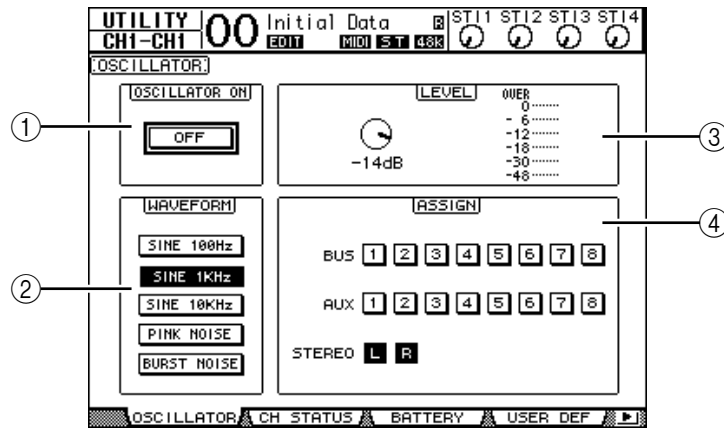 UTILITY 00 Initial Data B ST1 ST2 ST3 ST4
CH1-CH1 EDIT MIDI ST 48k
OSCILLATOR
OSCILLATOR ON
OFF
LEVEL
-14dB
OVER
0
- 6
-12
-18
-30
-48
WAVEFORM
SINE 100Hz
SINE 1KHz
SINE 10KHz
PINK NOISE
BURST NOISE
ASSIGN
BUS 1 2 3 4 5 6 7 8
AUX 1 2 3 4 5 6 7 8
STEREO L R
OSCILLATOR CH STATUS BATTERY USER DEF
1
2
3
4